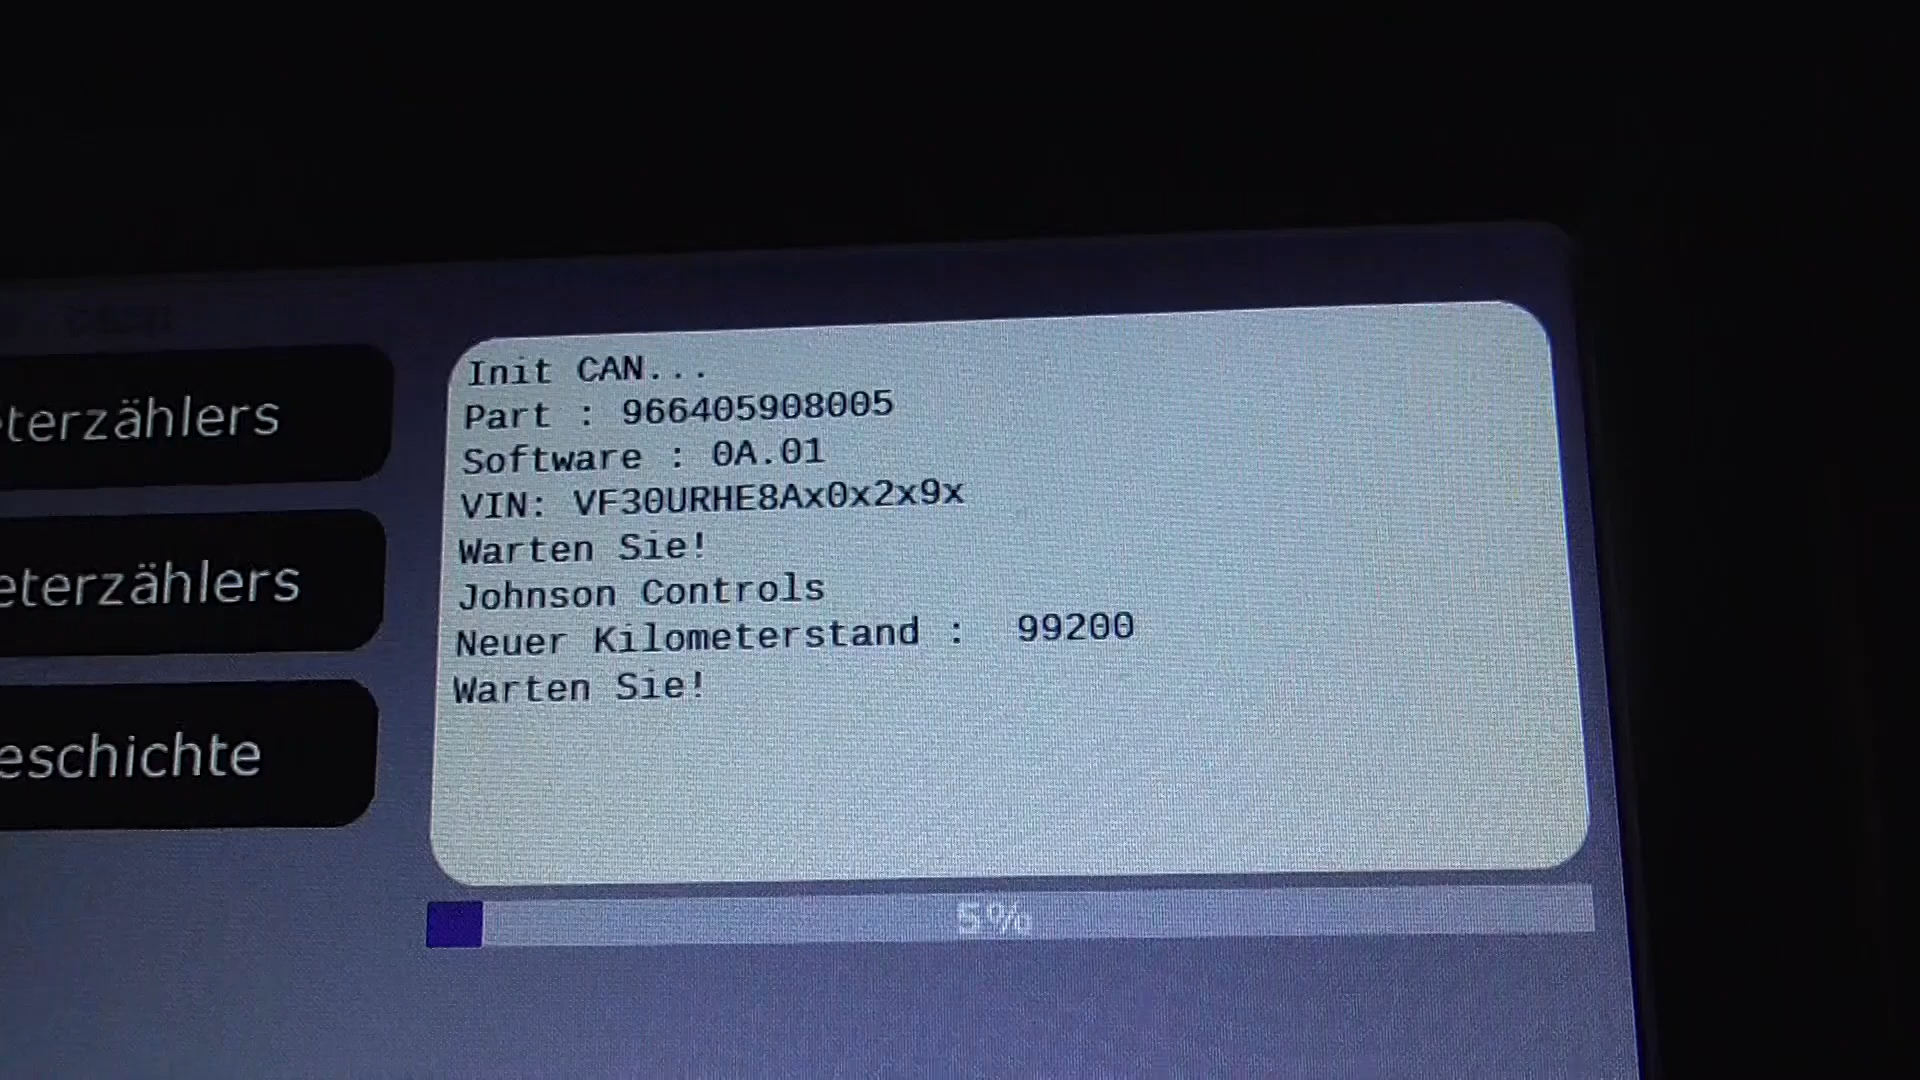 terzählers
eterzählers
eschichte
Init CAN...
Part : 966405908005
Software : 0A.01
VIN: VF30URHE8Ax0x2x9x
Warten Sie!
Johnson Controls
Neuer Kilometerstand : 99200
Warten Sie!
5%